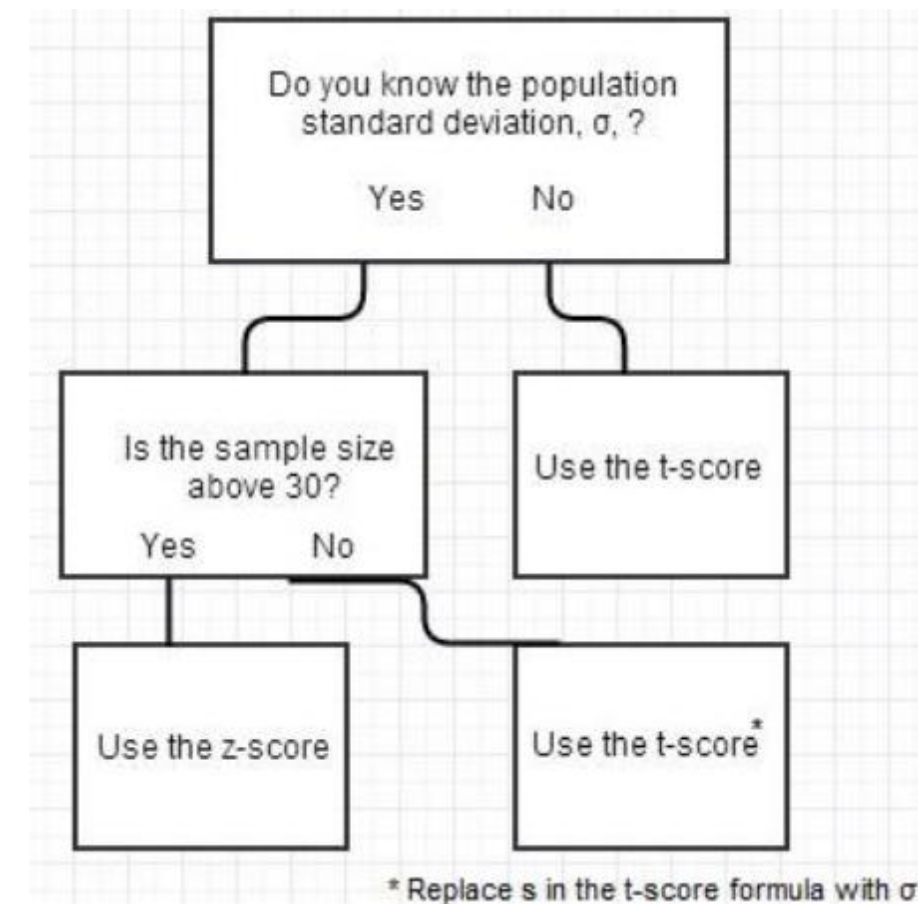 Do you know the population
standard deviation, σ, ?
Yes No
Is the sample size
above 30?
Yes No
Use the t-score
Use the z-score
Use the t-score*
* Replace s in the t-score formula with σ